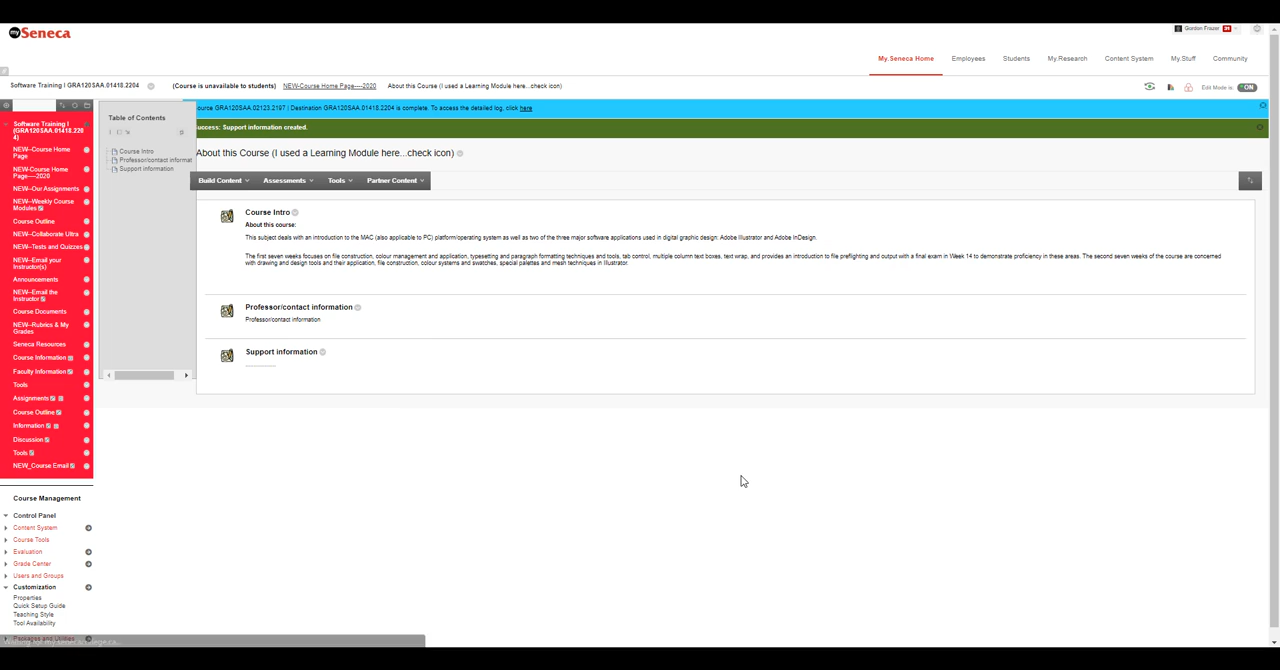 mySeneca
Gordon Frazer 34
My.Seneca Home Employees Students My.Research Content System My.Stuff Community
Software Training I GRA120SAA.01418.2204 (Course is unavailable to students) NEW-Course Home Page----2020 About this Course (I used a Learning Module here...check icon) Edit Mode is: ON
ource GRA120SAA.02123.2197 | Destination GRA120SAA.01418.2204 is complete. To access the detailed log, click here
uccess: Support information created.
About this Course (I used a Learning Module here...check icon)
Build Content Assessments Tools Partner Content
Table of Contents
Course Intro
Professor/contact informat
Support information
Course Intro
About this course:
This subject deals with an introduction to the MAC (also applicable to PC) platform/operating system as well as two of the three major software applications used in digital graphic design: Adobe Illustrator and Adobe InDesign.
The first seven weeks focuses on file construction, colour management and application, typesetting and paragraph formatting techniques and tools, tab control, multiple column text boxes, text wrap, and provides an introduction to file prefighting and output with a final exam in Week 14 to demonstrate proficiency in these areas. The second seven weeks of the course are concerned
with drawing and design tools and their application, file construction, colour systems and swatches, special palettes and mesh techniques in Illustrator.
Professor/contact information
Professor/contact information
Support information
Software Training I
(GRA120SAA.01418.220
4)
NEW--Course Home
Page
NEW-Course Home
Page----2020
NEW--Our Assignments
NEW--Weekly Course
Modules
Course Outline
NEW--Collaborate Ultra
NEW--Tests and Quizzes
NEW--Email your
Instructor(s)
Announcements
NEW--Email the
Instructor
Course Documents
NEW--Rubrics & My
Grades
Seneca Resources
Course Information
Faculty Information
Tools
Assignments
Course Outline
Information
Discussion
Tools
NEW_Course Email
Course Management
Control Panel
Content System
Course Tools
Evaluation
Grade Center
Users and Groups
Customization
Properties
Quick Setup Guide
Teaching Style
Tool Availability
Packages and Utilities